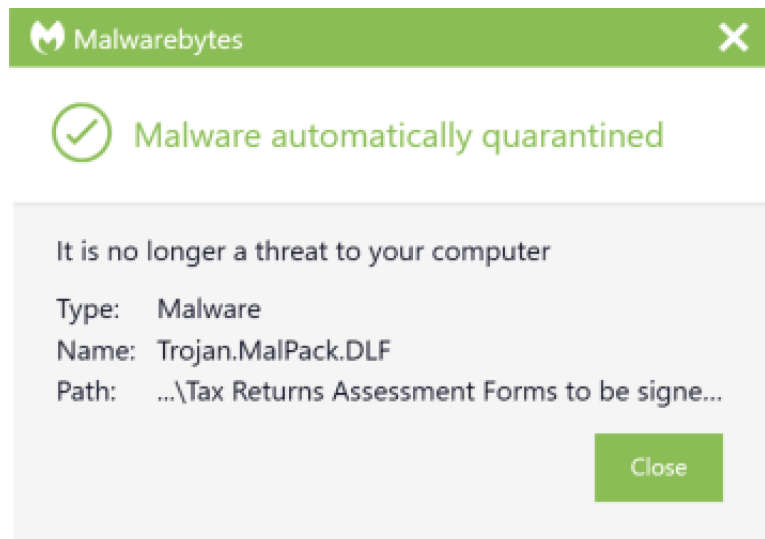 Malwarebytes
Malware automatically quarantined
It is no longer a threat to your computer
Type: Malware
Name: Trojan.MalPack.DLF
Path: ...\Tax Returns Assessment Forms to be signe...
Close